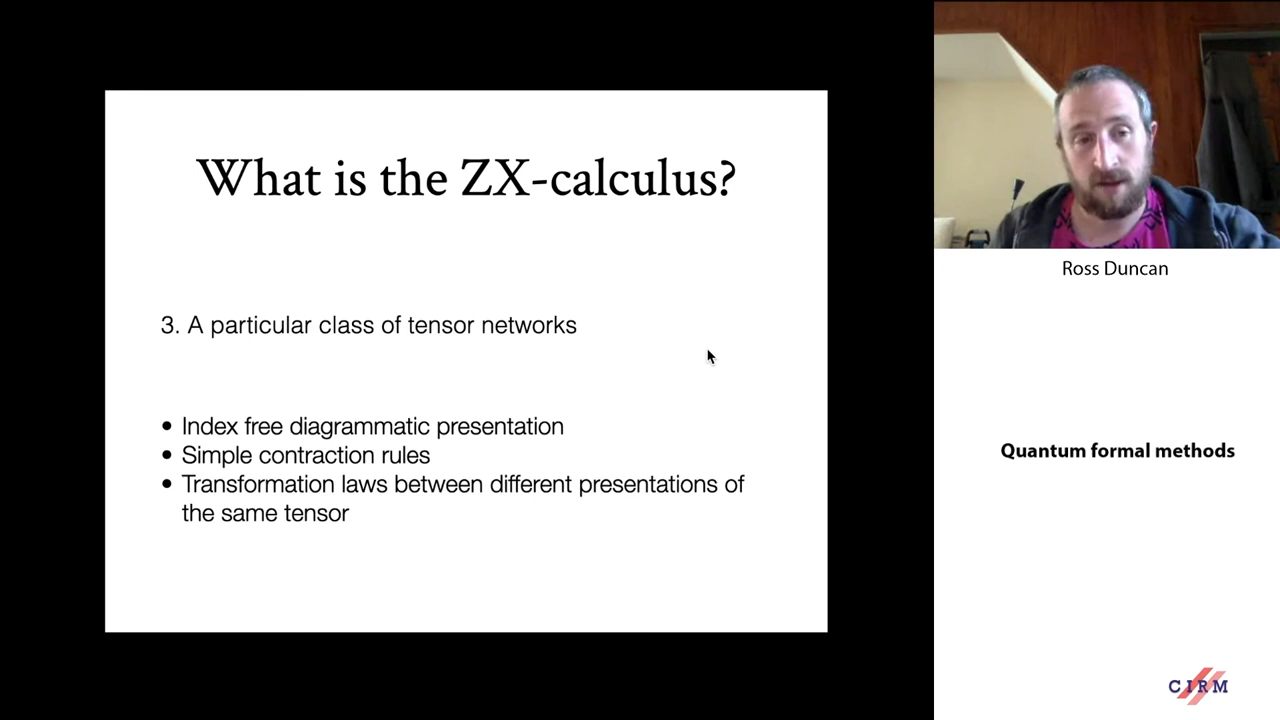 What is the ZX-calculus?
3. A particular class of tensor networks
• Index free diagrammatic presentation
• Simple contraction rules
• Transformation laws between different presentations of
the same tensor
Ross Duncan
Quantum formal methods
CIRM